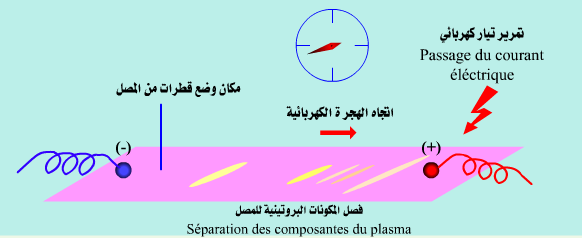 تمرير تيار كهربائي
Passage du courant
éléctrique
مكان وضع قطرات من المصل
اتجاه الهجرة الكهربائية
(-)
(+)
فصل المكونات البروتينية للمصل
Séparation des composantes du plasma